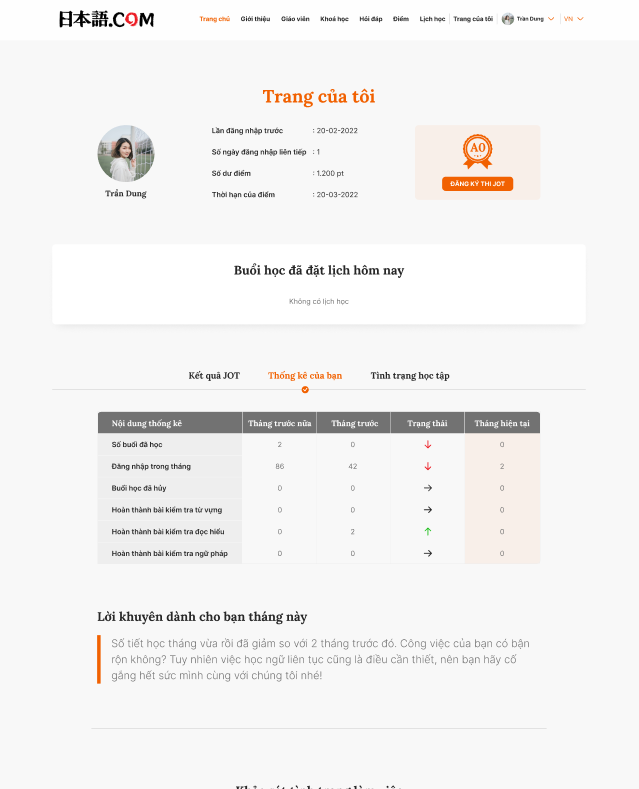 日本語.COM
Trang chủ Giới thiệu Giáo viên Khoá học Hỏi đáp Điểm Lịch học Trang của tôi Trần Dung VN
Trang của tôi
Trần Dung
Lần đăng nhập trước : 20-02-2022
Số ngày đăng nhập liên tiếp : 1
Số dư điểm : 1.200 pt
Thời hạn của điểm : 20-03-2022
A0
ĐĂNG KÝ THI JOT
Buổi học đã đặt lịch hôm nay
Không có lịch học
Kết quả JOT Thống kê của bạn Tình trạng học tập
Nội dung thống kê Tháng trước nữa Tháng trước Trạng thái Tháng hiện tại
Số buổi đã học 2 0 ↓ 0
Đăng nhập trong tháng 86 42 ↓ 2
Buổi học đã hủy 0 0 → 0
Hoàn thành bài kiểm tra từ vựng 0 0 → 0
Hoàn thành bài kiểm tra đọc hiểu 0 2 ↑ 0
Hoàn thành bài kiểm tra ngữ pháp 0 0 → 0
Lời khuyên dành cho bạn tháng này
Số tiết học tháng vừa rồi đã giảm so với 2 tháng trước đó. Công việc của bạn có bận
rộn không? Tuy nhiên việc học ngữ liên tục cũng là điều cần thiết, nên bạn hãy cố
gắng hết sức mình cùng với chúng tôi nhé!